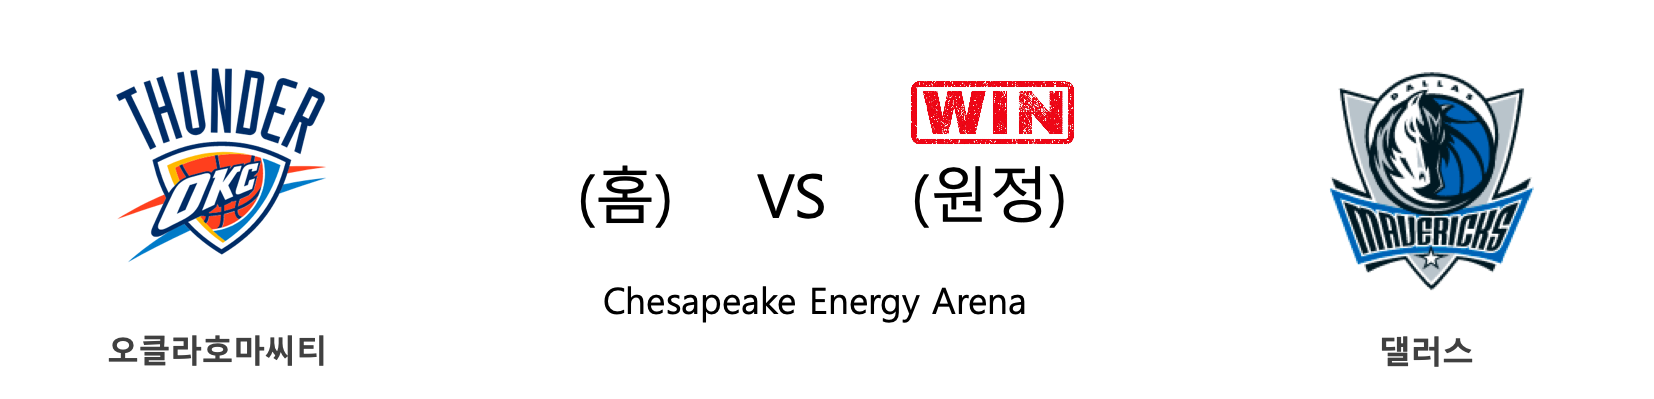 THUNDER
OKC
오클라호마씨티
WIN
(홈) VS (원정)
Chesapeake Energy Arena
DALLAS
MAVERICKS
댈러스